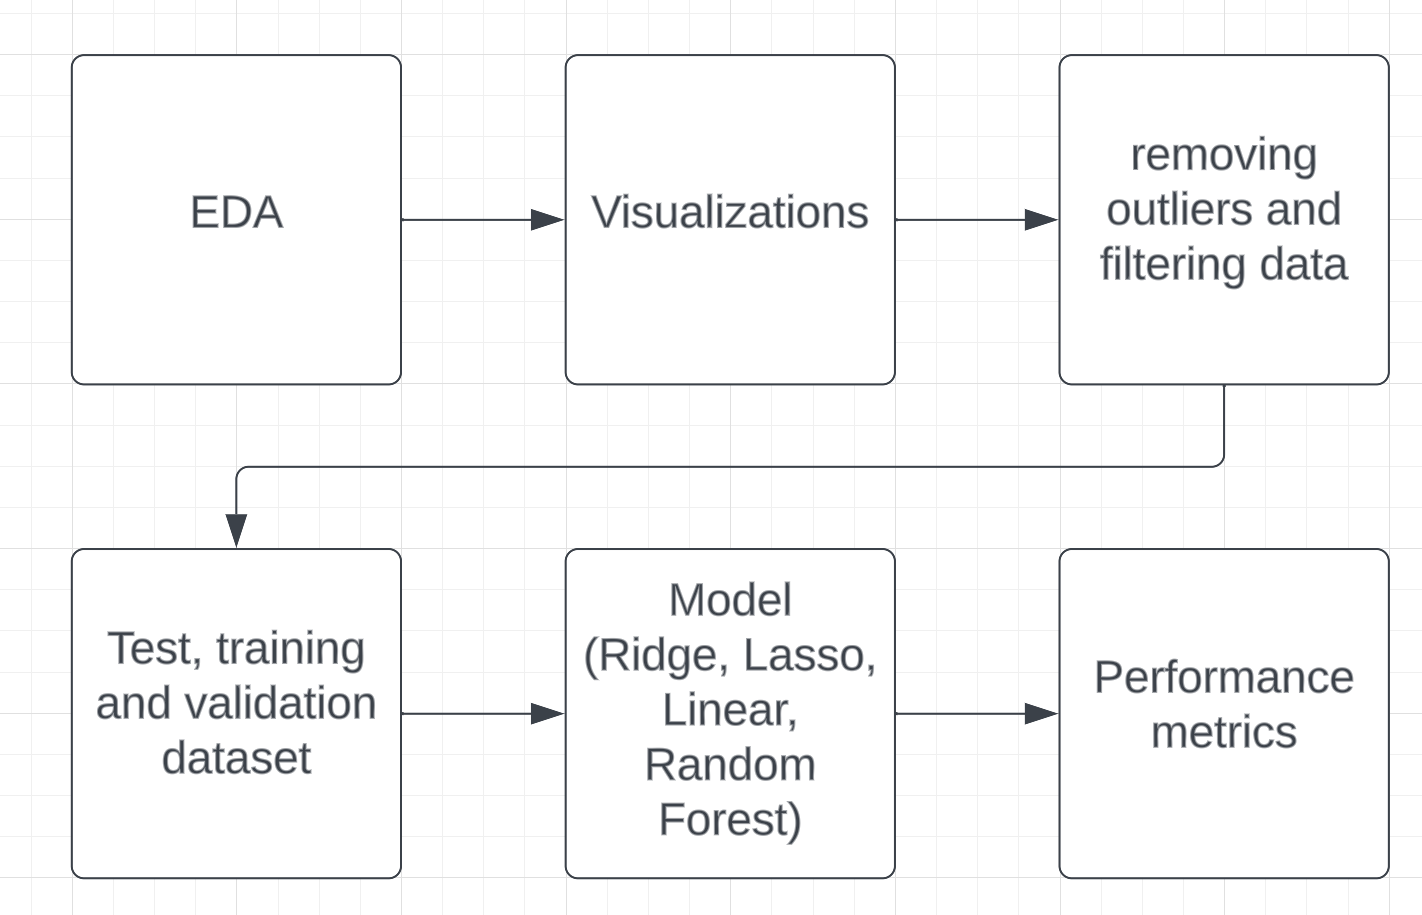 EDA
Visualizations
removing
outliers and
filtering data
Test, training
and validation
dataset
Model
(Ridge, Lasso,
Linear,
Random
Forest)
Performance
metrics